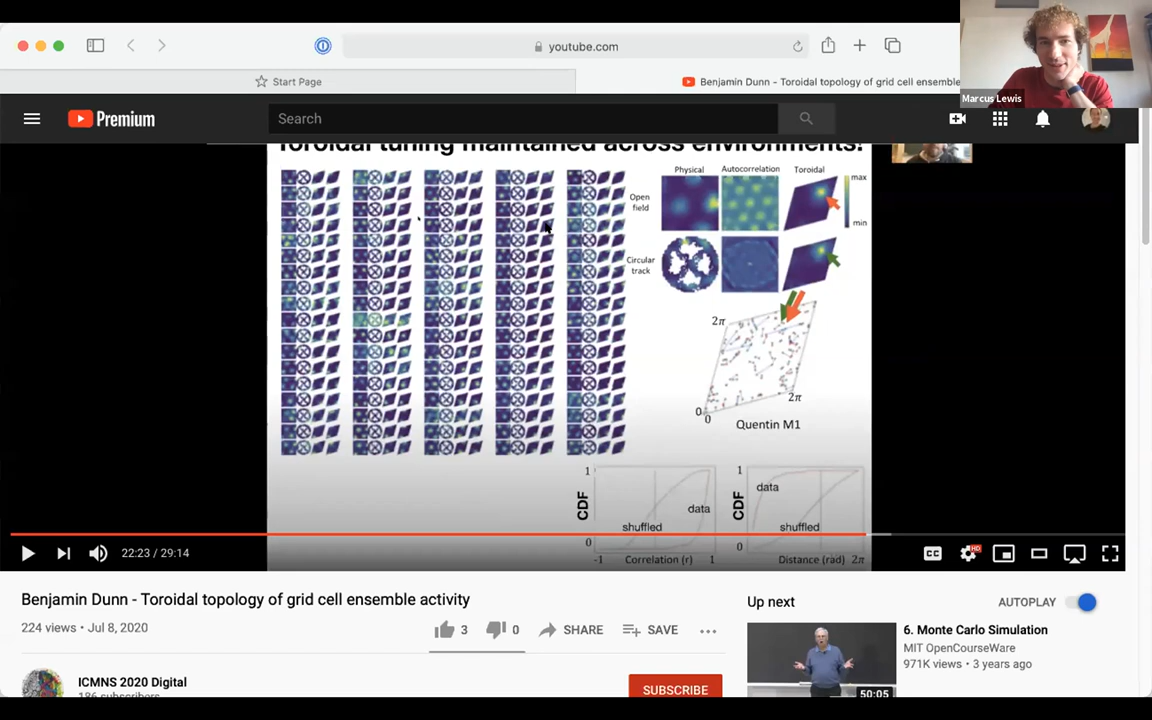 youtube.com
Start Page
Benjamin Dunn - Toroidal topology of grid cell ensemble
Marcus Lewis
Premium
Search
Toroidal tuning maintained across environments!
Physical
Autocorrelation
Toroidal
max
min
Open
field
Circular
track
2π
2π
0
0
Quentin M1
1
CDF
data
shuffled
0
-1
Correlation (r)
1
1
CDF
data
shuffled
0
Distance (rad)
2π
22:23 / 29:14
CC
HD
Benjamin Dunn - Toroidal topology of grid cell ensemble activity
224 views • Jul 8, 2020
3
0
SHARE
SAVE
Up next
AUTOPLAY
6. Monte Carlo Simulation
MIT OpenCourseWare
971K views • 3 years ago
50:05
ICMNS 2020 Digital
186 subscribers
SUBSCRIBE